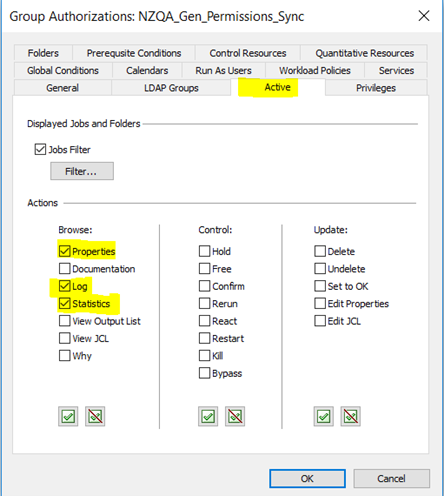 Group Authorizations: NZQA_Gen_Permissions_Sync
Folders Prerequsite Conditions Control Resources Quantitative Resources
Global Conditions Calendars Run As Users Workload Policies Services
General LDAP Groups Active Privileges
Displayed Jobs and Folders
Jobs Filter
Filter...
Actions
Browse: Control: Update:
Properties Hold Delete
Documentation Free Undelete
Log Confirm Set to OK
Statistics Rerun Edit Properties
View Output List React Edit JCL
View JCL Restart
Why Kill
Bypass
OK Cancel